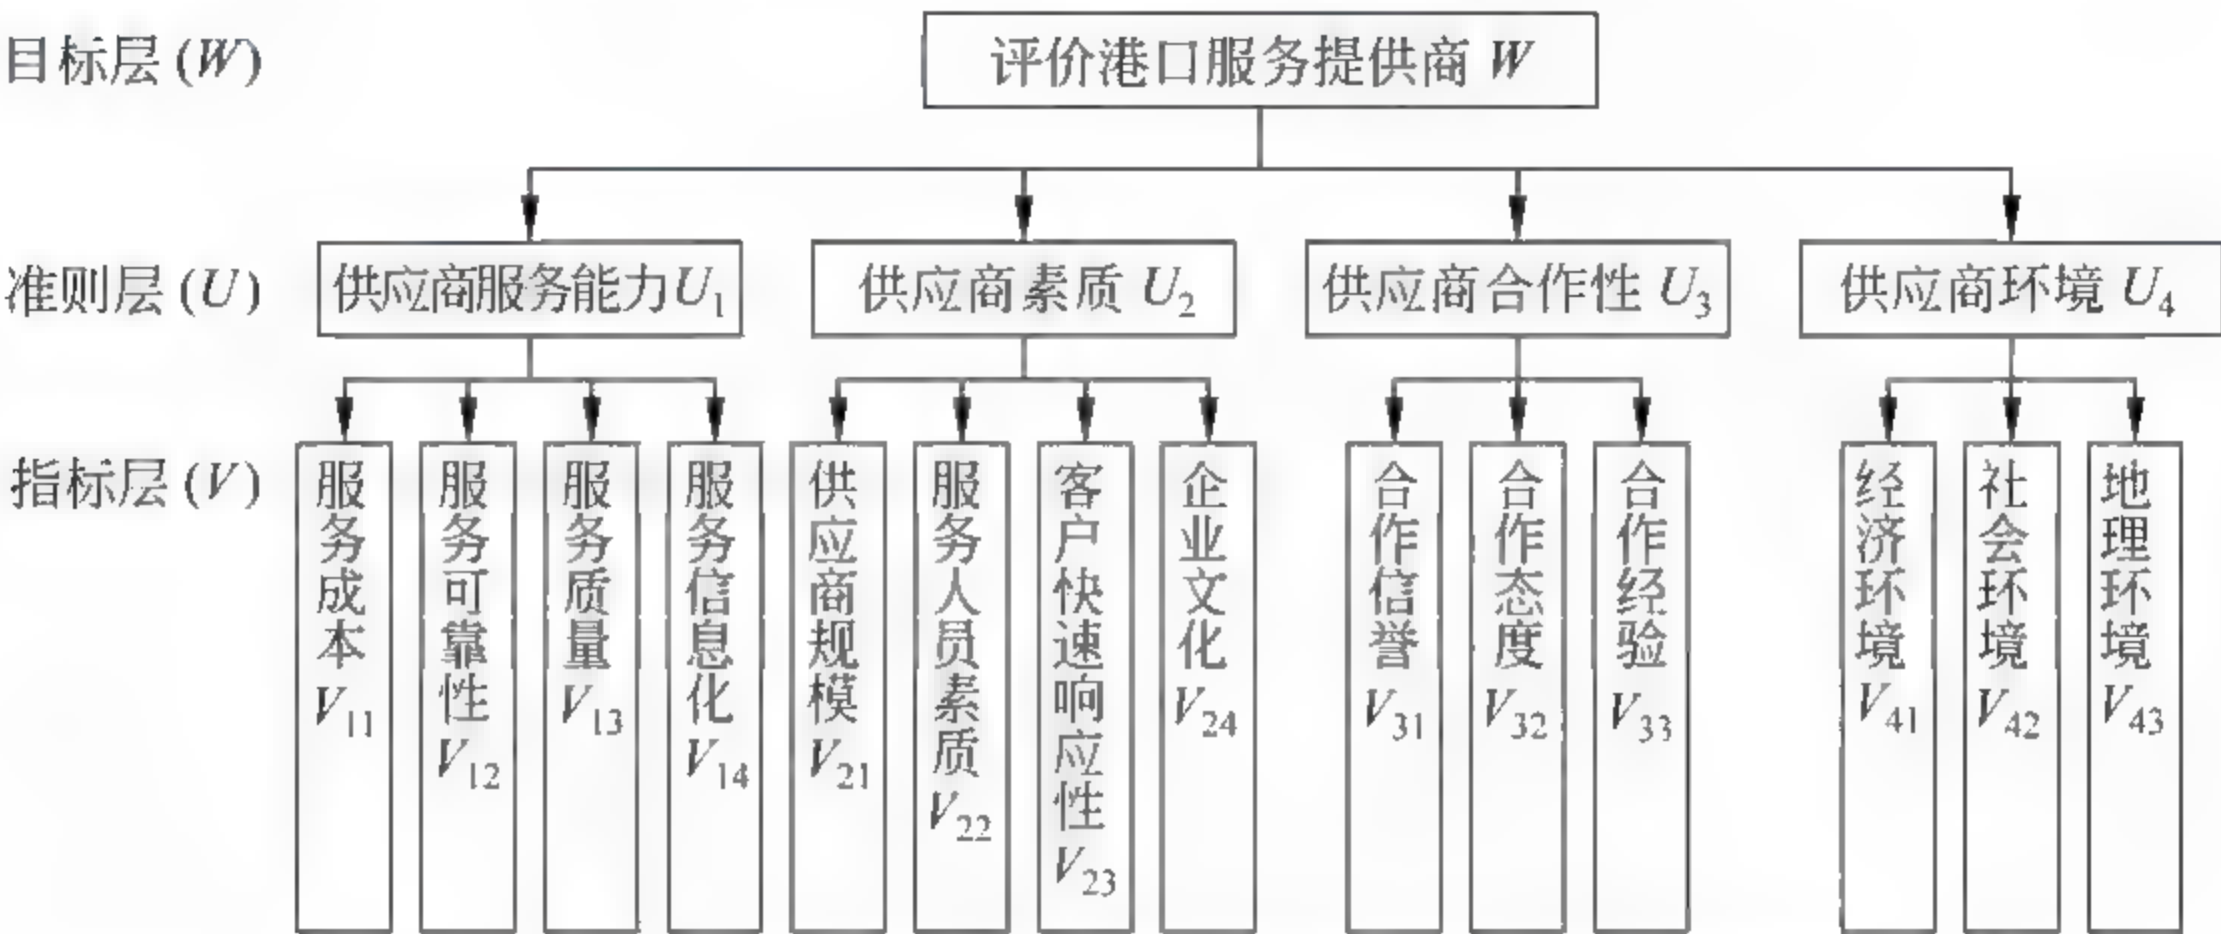 目标层 (W)
评价港口服务提供商 W
准则层 (U)
供应商服务能力 U₁
供应商素质 U₂
供应商合作性 U₃
供应商环境 U₄
指标层 (V)
服务成本 V₁₁
服务可靠性 V₁₂
服务质量 V₁₃
服务信息化 V₁₄
供应商规模 V₂₁
服务人员素质 V₂₂
客户快速响应性 V₂₃
企业文化 V₂₄
合作信誉 V₃₁
合作态度 V₃₂
合作经验 V₃₃
经济环境 V₄₁
社会环境 V₄₂
地理环境 V₄₃